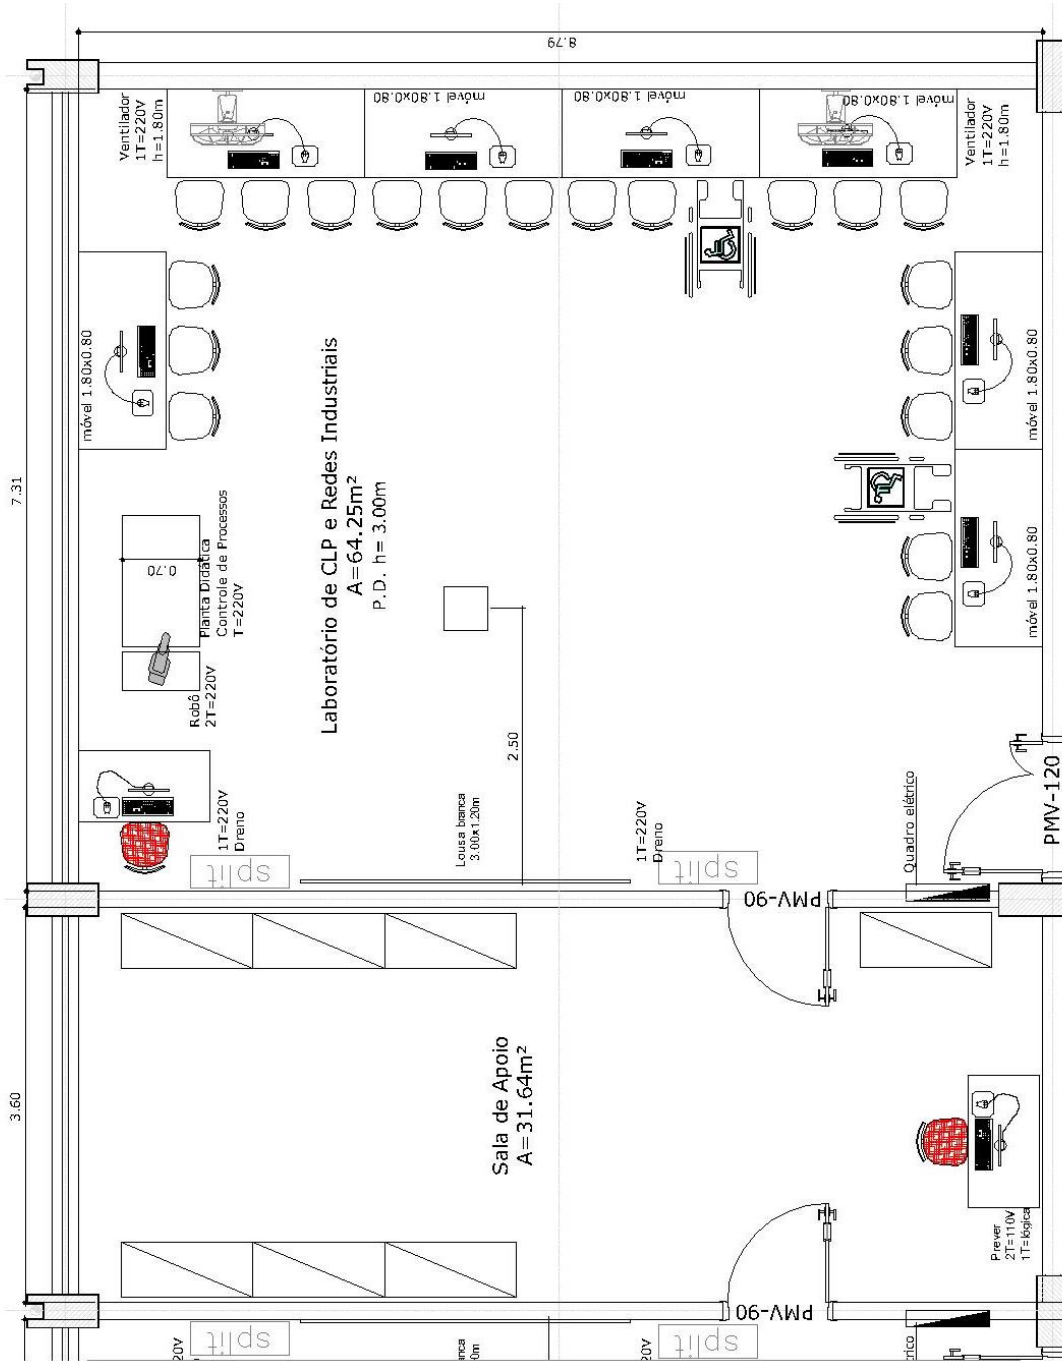 8.79
Ventilador
1T=220V
h=1.80m
móvel 1.80x0.80
móvel 1.80x0.80
móvel 1.80x0.80
móvel 1.80x0.80
Ventilador
1T=220V
h=1.80m
móvel 1.80x0.80
móvel 1.80x0.80
móvel 1.80x0.80
7.31
Laboratório de CLP e Redes Industriais
A=64.25m²
P.D. h= 3.00m
0.70
Planta Didática
Controle de Processos
T=220V
Robô
2T=220V
2.50
1T=220V
Dreno
split
Lousa branca
3.00x1.20m
1T=220V
Dreno
split
Quadro elétrico
PMV-120
PMV-90
3.60
Sala de Apoio
A=31.64m²
Prever
2T=110V
1T=lógica
PMV-90
split
split
20V
nca
0m
20V
rico